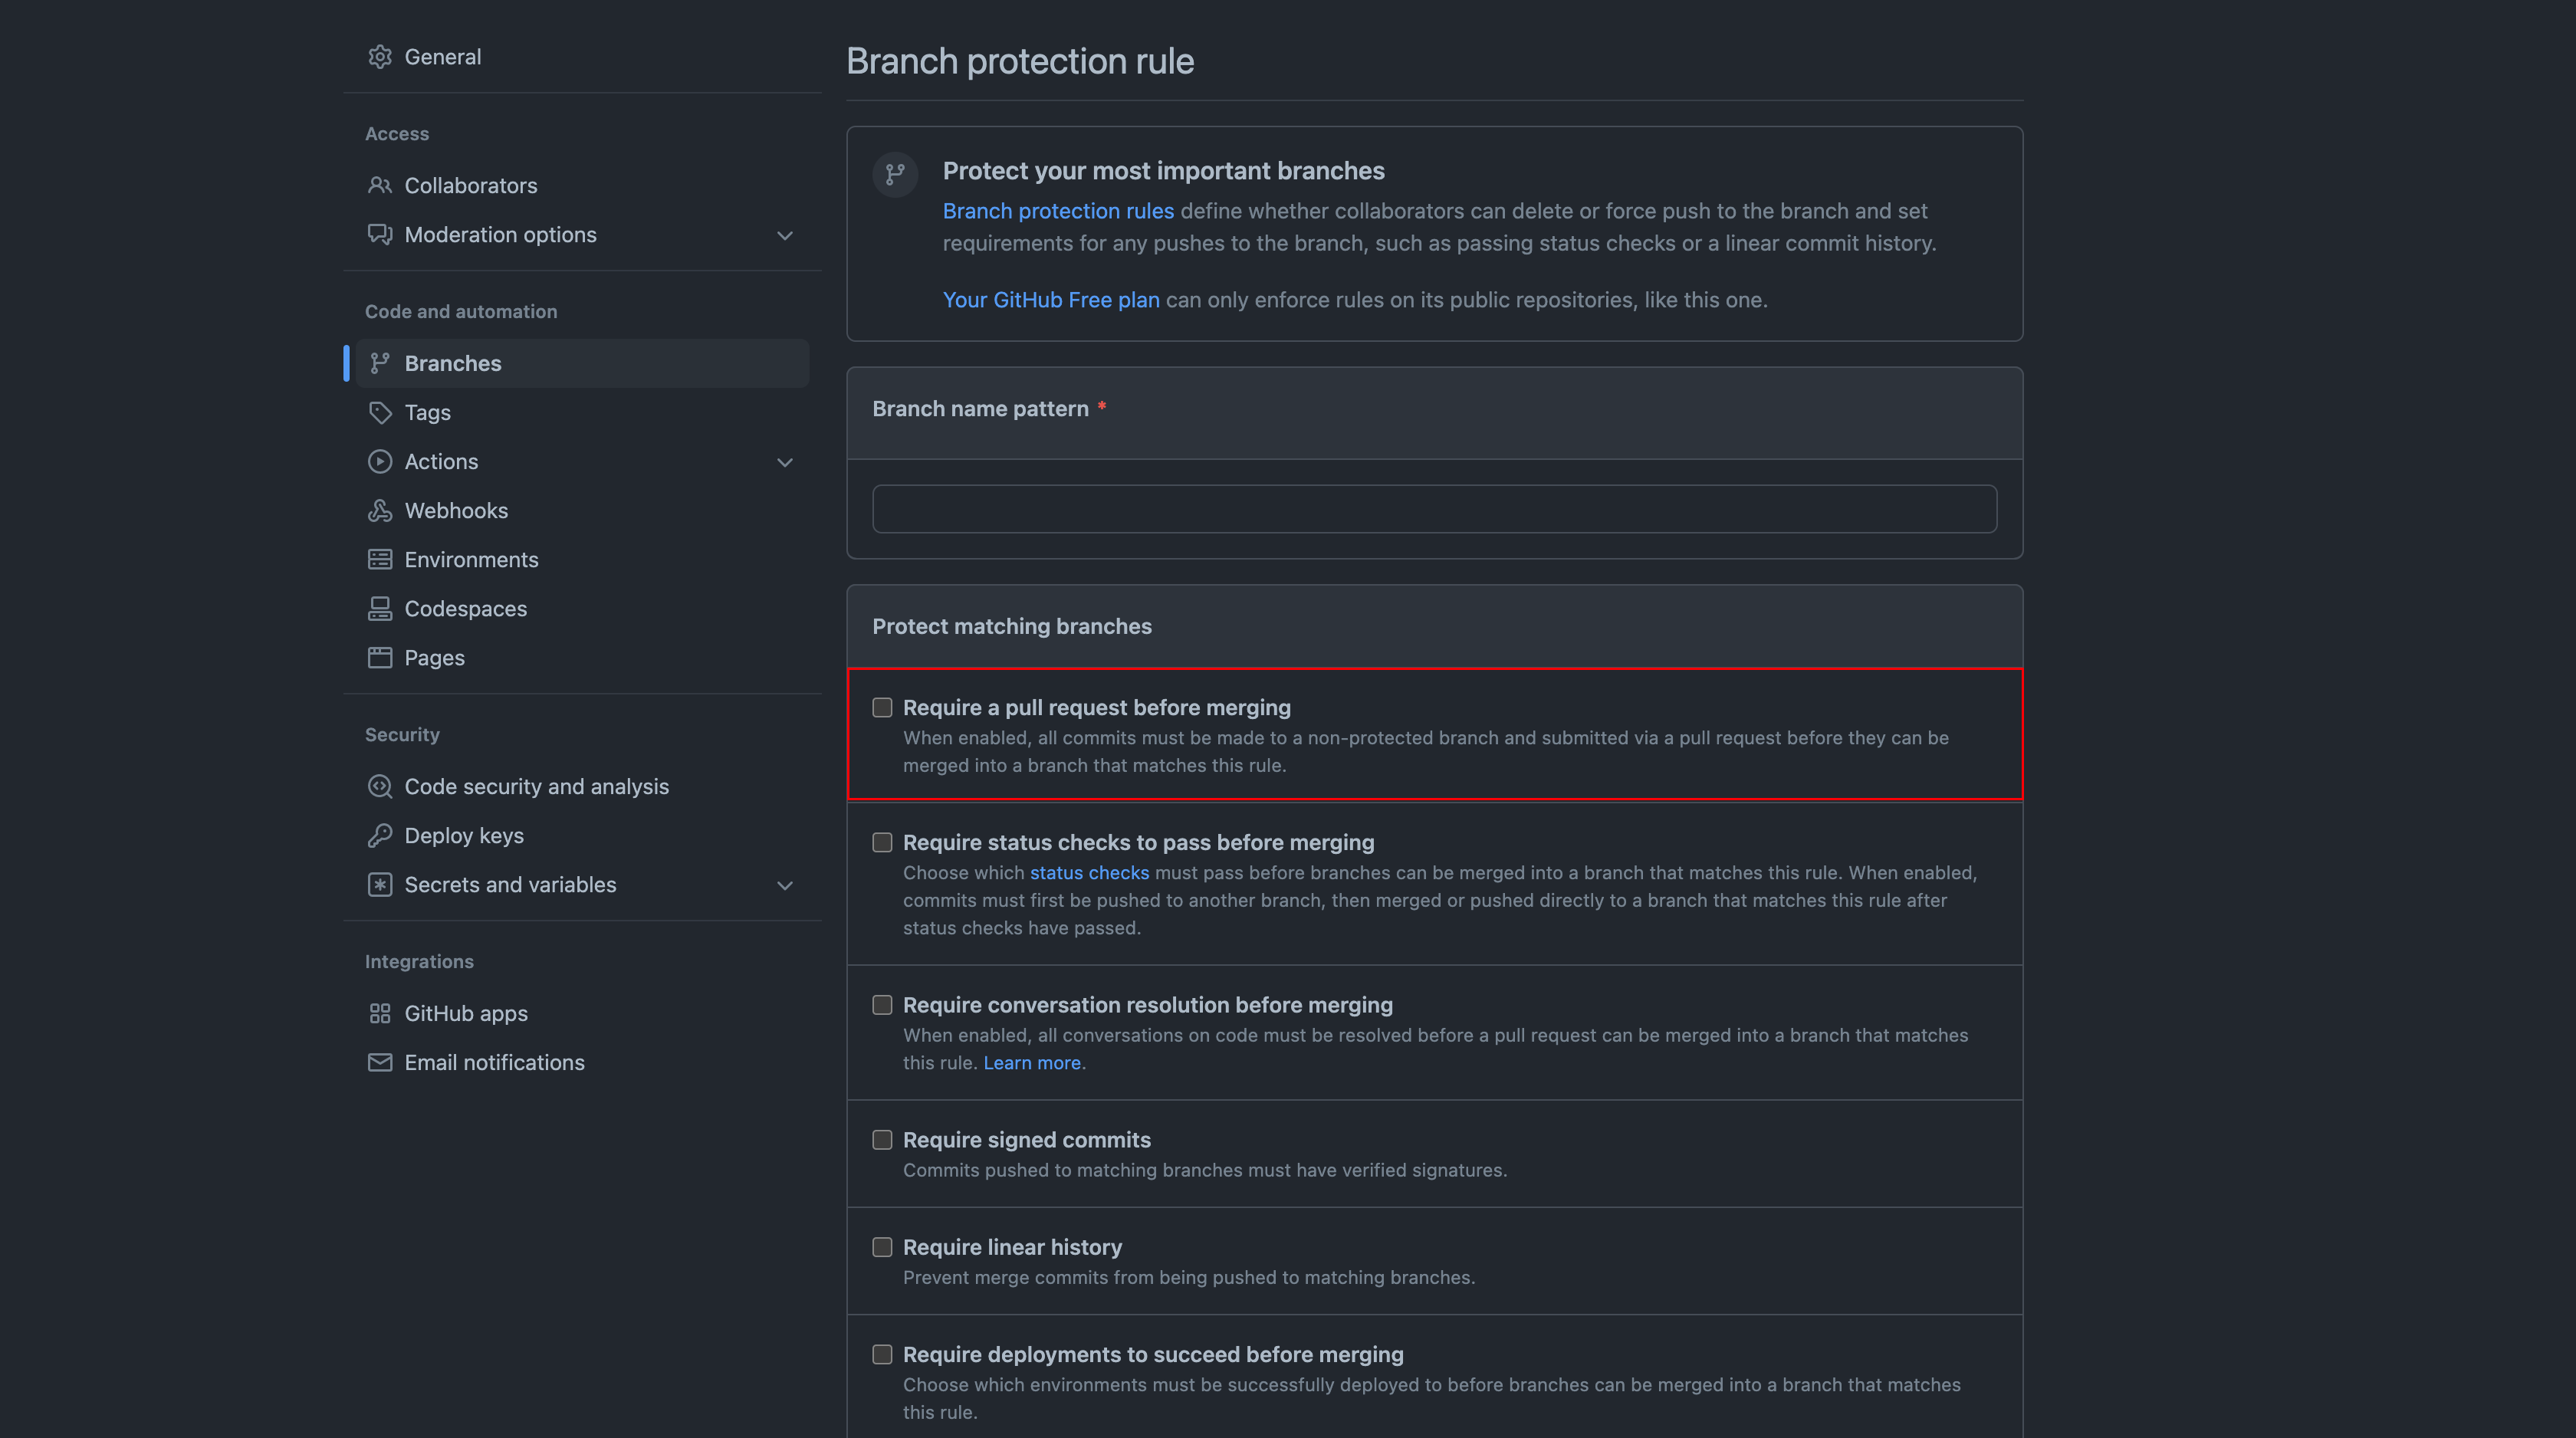 General
Access
Collaborators
Moderation options
Code and automation
Branches
Tags
Actions
Webhooks
Environments
Codespaces
Pages
Security
Code security and analysis
Deploy keys
Secrets and variables
Integrations
GitHub apps
Email notifications
Branch protection rule
Protect your most important branches
Branch protection rules define whether collaborators can delete or force push to the branch and set
requirements for any pushes to the branch, such as passing status checks or a linear commit history.
Your GitHub Free plan can only enforce rules on its public repositories, like this one.
Branch name pattern *
Protect matching branches
Require a pull request before merging
When enabled, all commits must be made to a non-protected branch and submitted via a pull request before they can be
merged into a branch that matches this rule.
Require status checks to pass before merging
Choose which status checks must pass before branches can be merged into a branch that matches this rule. When enabled,
commits must first be pushed to another branch, then merged or pushed directly to a branch that matches this rule after
status checks have passed.
Require conversation resolution before merging
When enabled, all conversations on code must be resolved before a pull request can be merged into a branch that matches
this rule. Learn more.
Require signed commits
Commits pushed to matching branches must have verified signatures.
Require linear history
Prevent merge commits from being pushed to matching branches.
Require deployments to succeed before merging
Choose which environments must be successfully deployed to before branches can be merged into a branch that matches
this rule.